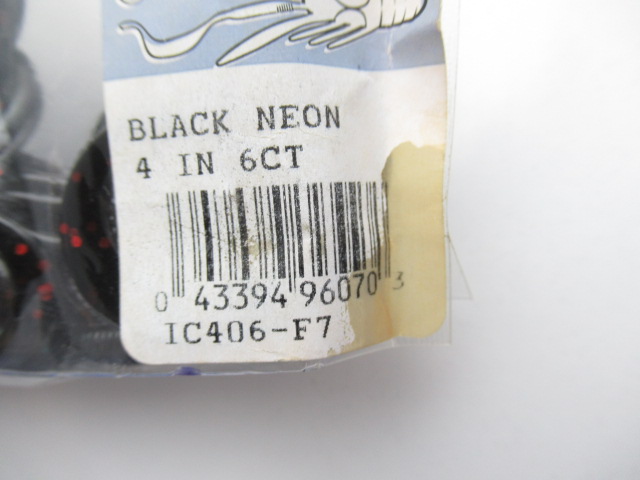 BLACK NEON
4 IN 6CT
0 43394 96070 3
IC406-F7